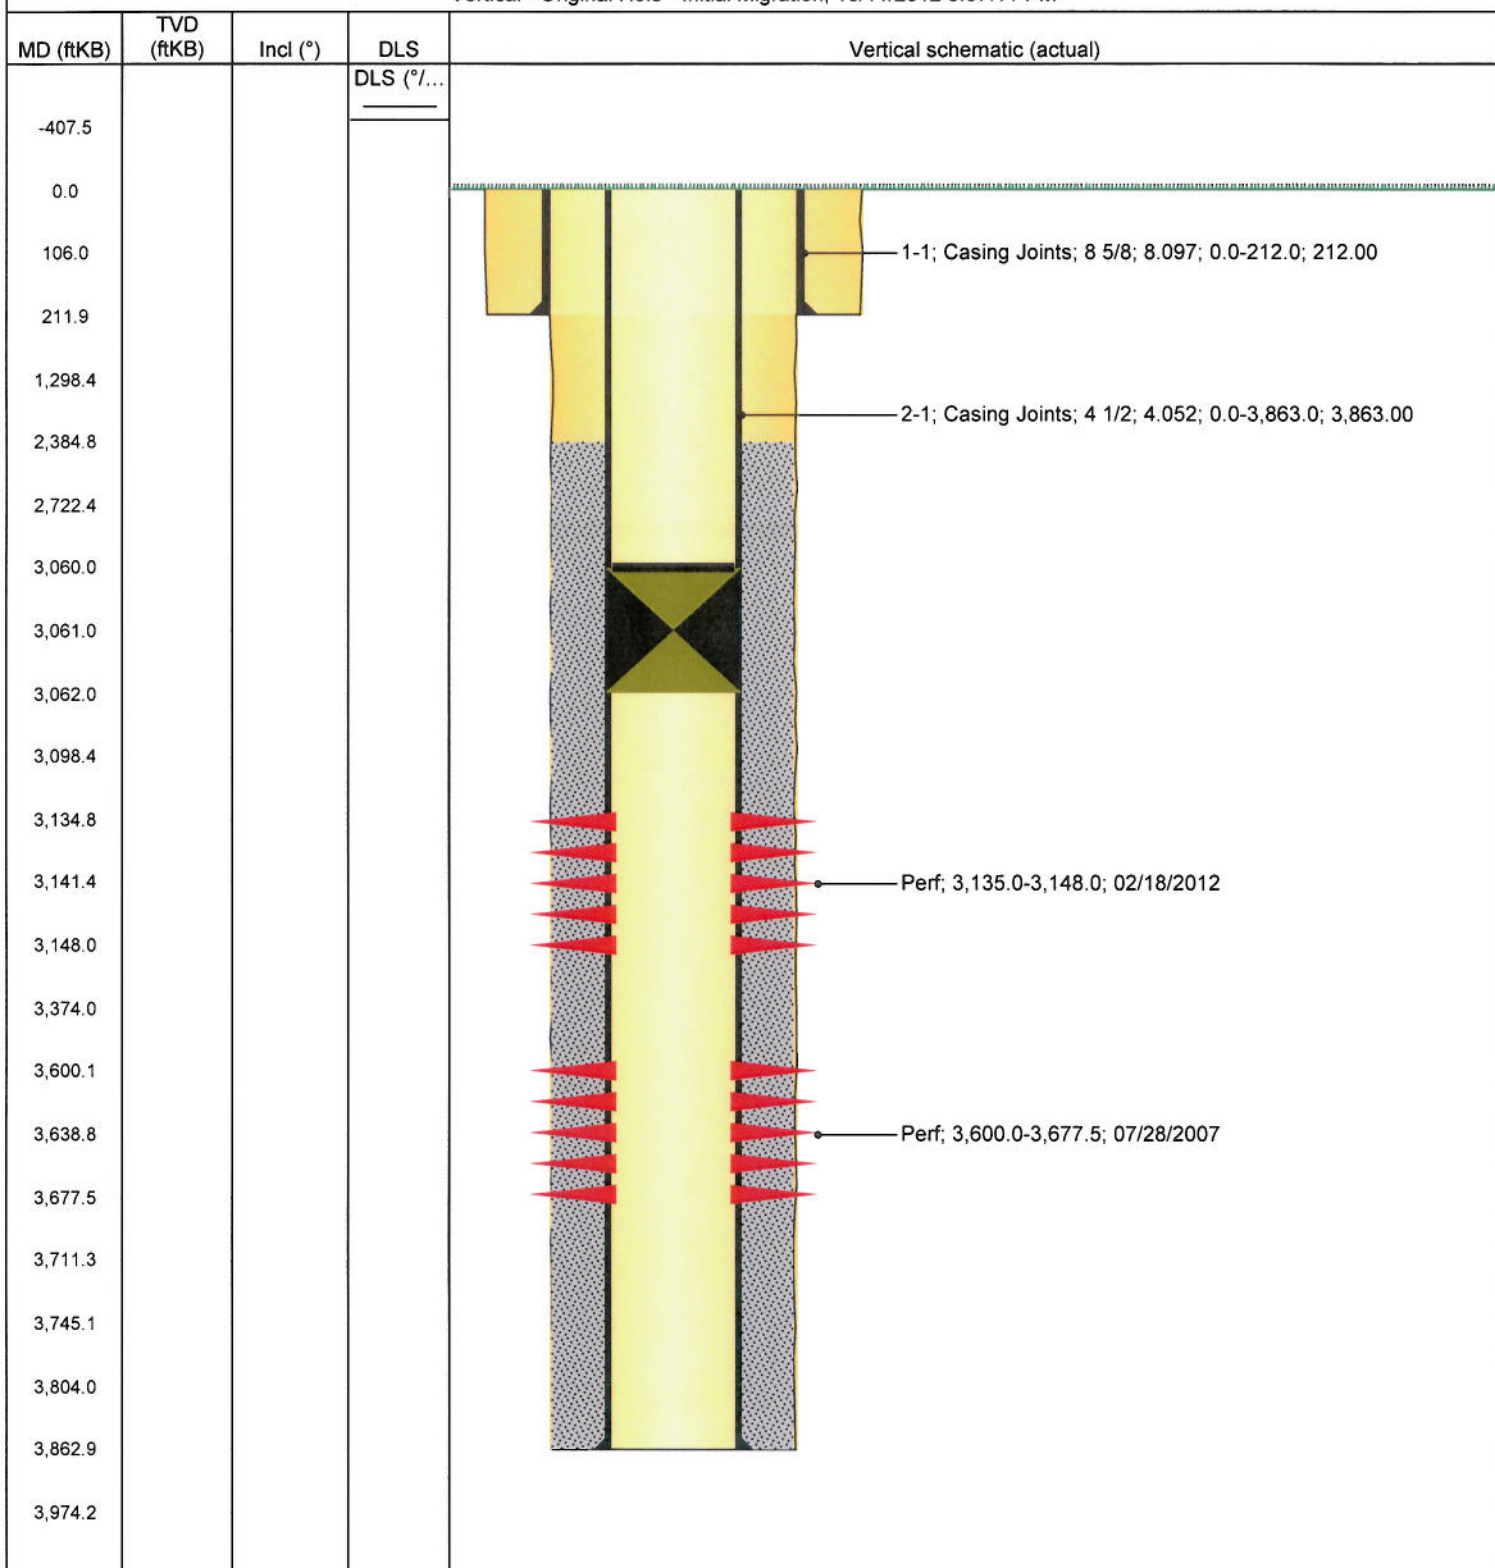 MD (ftKB)
TVD
(ftKB)
Incl (°)
DLS
Vertical schematic (actual)
DLS (°/...
-407.5
0.0
106.0
1-1; Casing Joints; 8 5/8; 8.097; 0.0-212.0; 212.00
211.9
1,298.4
2-1; Casing Joints; 4 1/2; 4.052; 0.0-3,863.0; 3,863.00
2,384.8
2,722.4
3,060.0
3,061.0
3,062.0
3,098.4
3,134.8
3,141.4
Perf; 3,135.0-3,148.0; 02/18/2012
3,148.0
3,374.0
3,600.1
3,638.8
Perf; 3,600.0-3,677.5; 07/28/2007
3,677.5
3,711.3
3,745.1
3,804.0
3,862.9
3,974.2